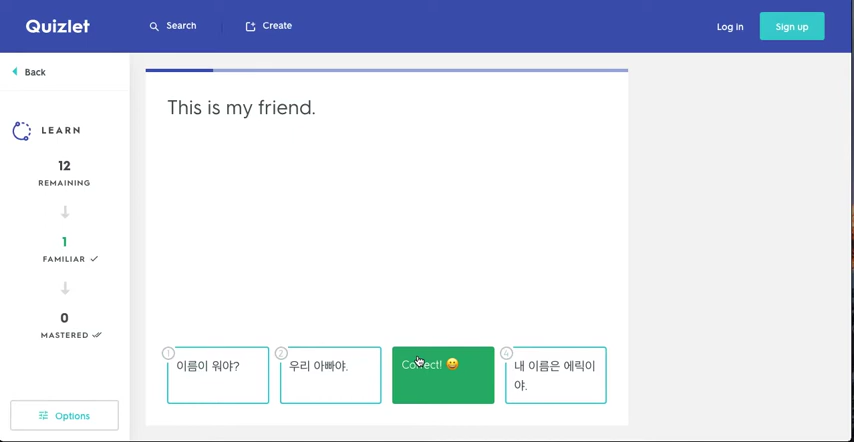 Quizlet
Search
Create
Log in
Sign up
Back
LEARN
12
REMAINING
1
FAMILIAR
0
MASTERED
Options
This is my friend.
1
이름이 워야?
2
우리 아빠야.
Correct!
4
내 이름은 에릭이
야.